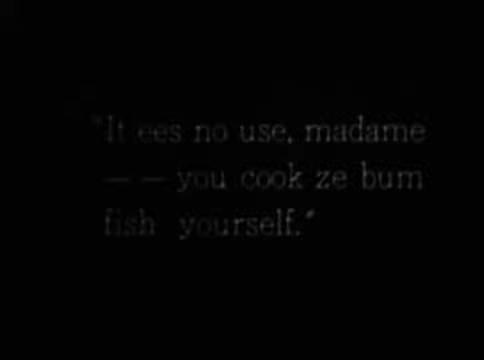 "It ees no use, madame
— — you cook ze bum
fish yourself."